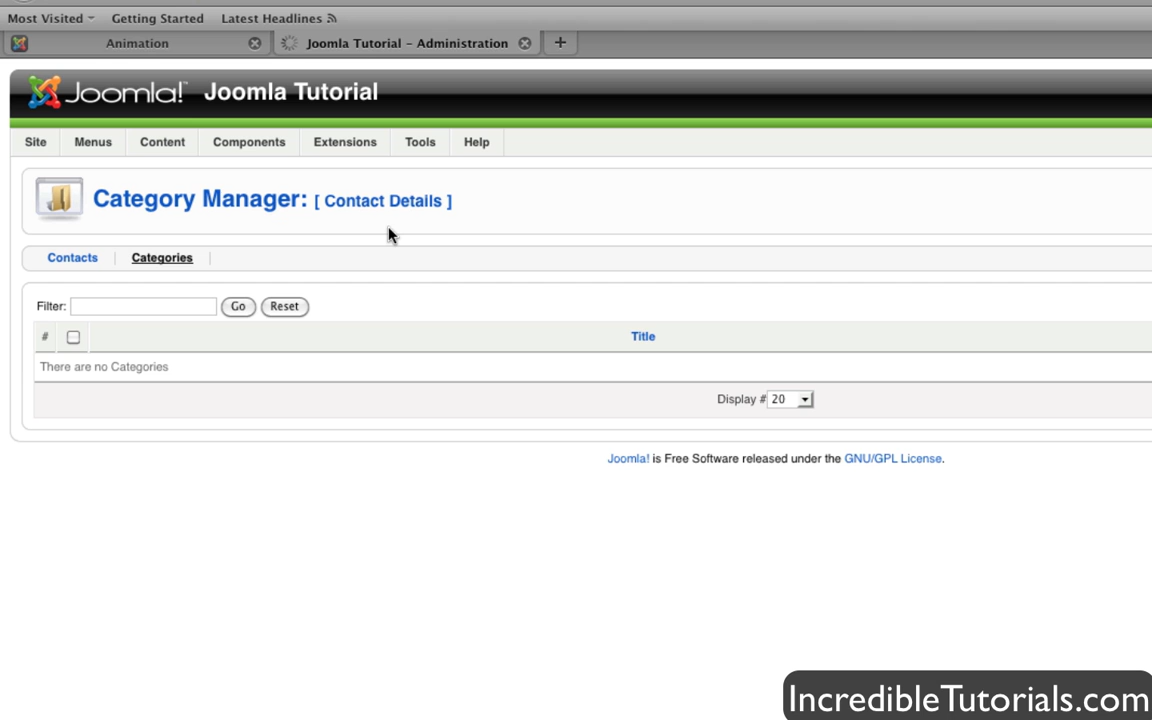 Most Visited Getting Started Latest Headlines
Animation Joomla Tutorial - Administration
Joomla! Joomla Tutorial
Site Menus Content Components Extensions Tools Help
Category Manager: [ Contact Details ]
Contacts Categories
Filter: Go Reset
# Title
There are no Categories
Display # 20
Joomla! is Free Software released under the GNU/GPL License.
IncredibleTutorials.com